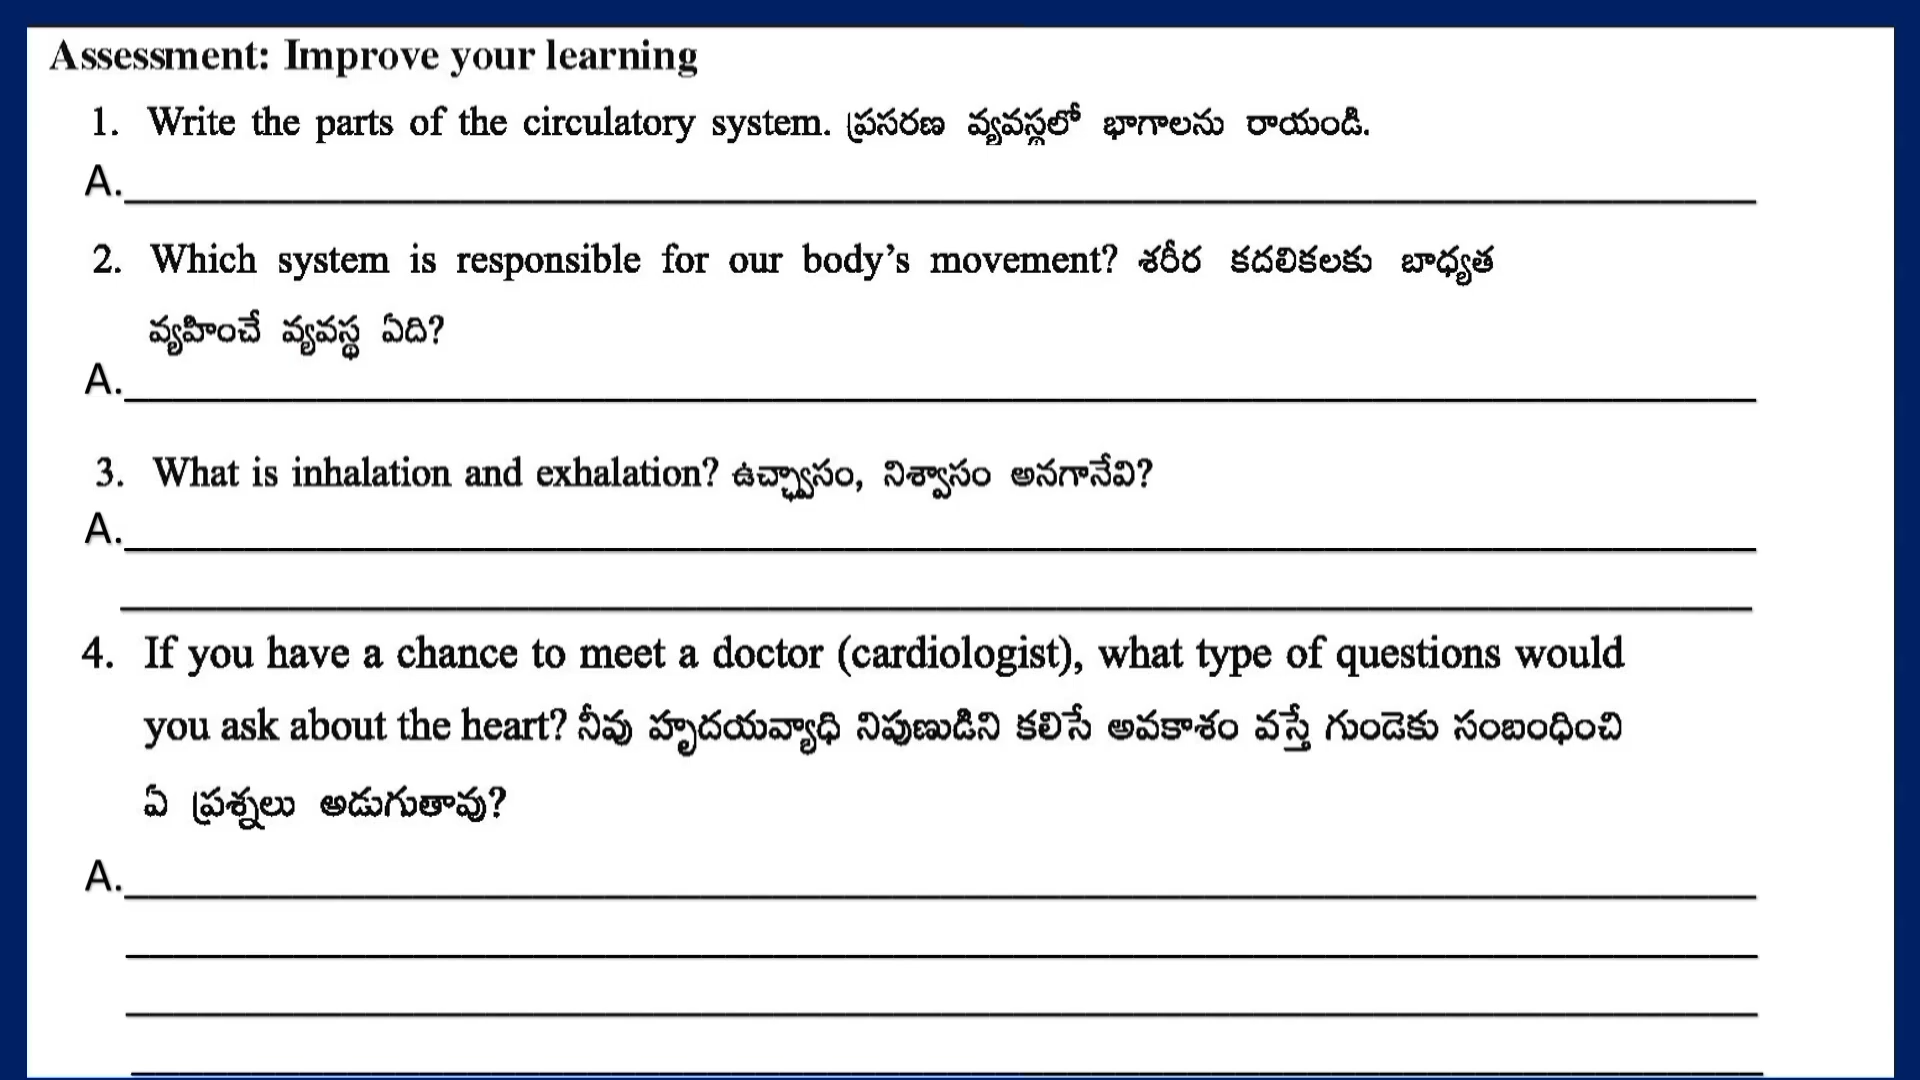 Assessment: Improve your learning
1. Write the parts of the circulatory system. ప్రసరణ వ్యవస్థలో భాగాలను రాయండి.
A.
2. Which system is responsible for our body’s movement? శరీర కదలికలకు బాధ్యత
వ్యహించే వ్యవస్థ ఏది?
A.
3. What is inhalation and exhalation? ఉచ్ఛ్వాసం, నిశ్వాసం అనగానేవి?
A.
4. If you have a chance to meet a doctor (cardiologist), what type of questions would
you ask about the heart? నీవు హృదయవ్యాధి నిపుణుడిని కలిసే అవకాశం వస్తే గుండెకు సంబంధించి
ఏ ప్రశ్నలు అడుగుతావు?
A.